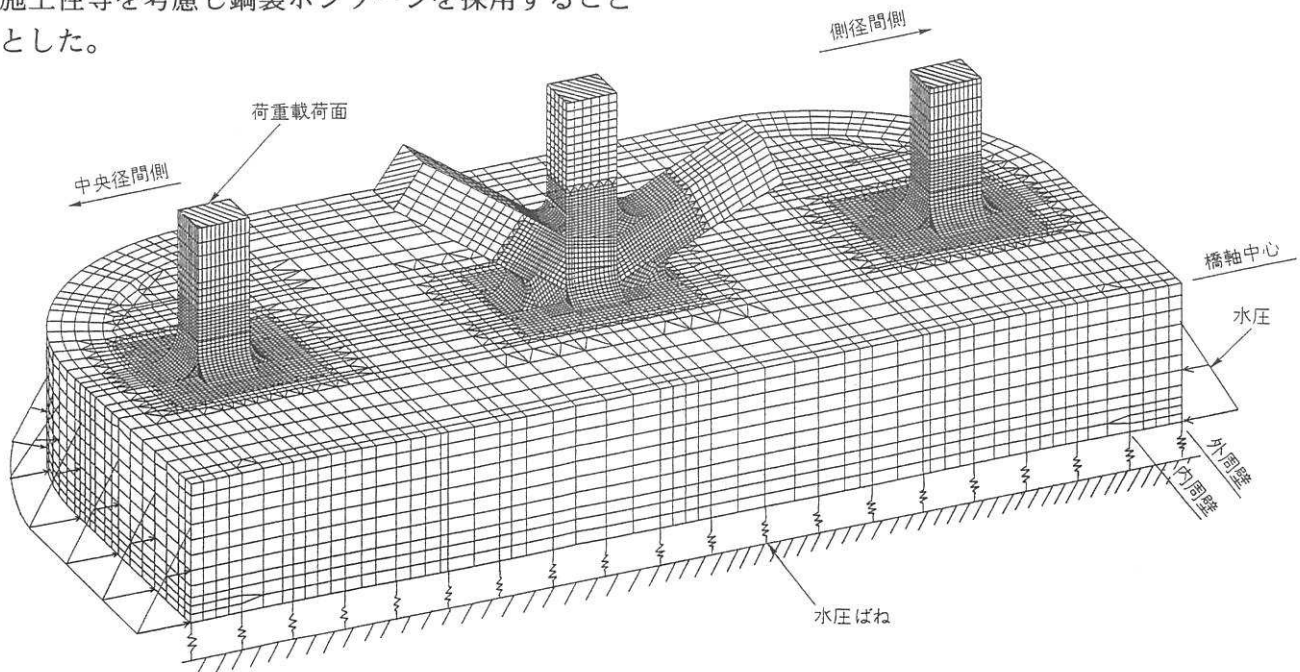 施工性等を考慮し鋼製ポンツーンを採用すること
とした。
側径間側
荷重載荷面
中央径間側
橋軸中心
水圧
外周壁
内周壁
水圧ばね